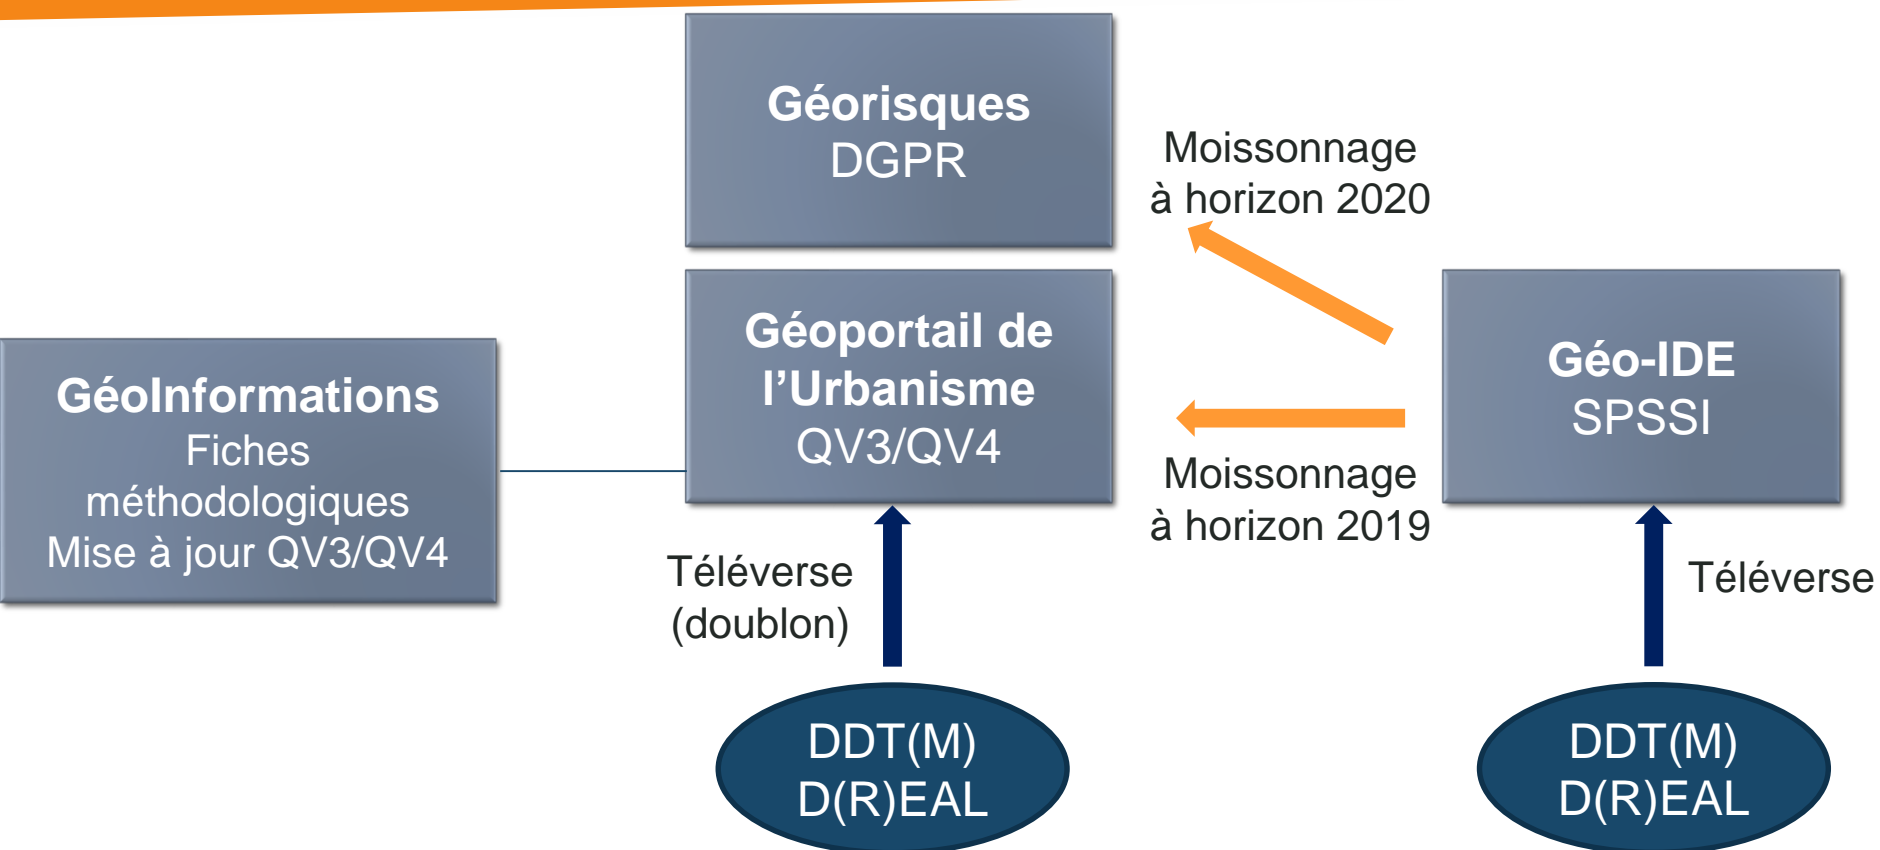 Géorisques
DGPR
Moissonnage
à horizon 2020
Géoportail de
l’Urbanisme
QV3/QV4
Géo-IDE
SPSSI
GéoInformations
Fiches
méthodologiques
Mise à jour QV3/QV4
Moissonnage
à horizon 2019
Téléverse
(doublon)
Téléverse
DDT(M)
D(R)EAL
DDT(M)
D(R)EAL